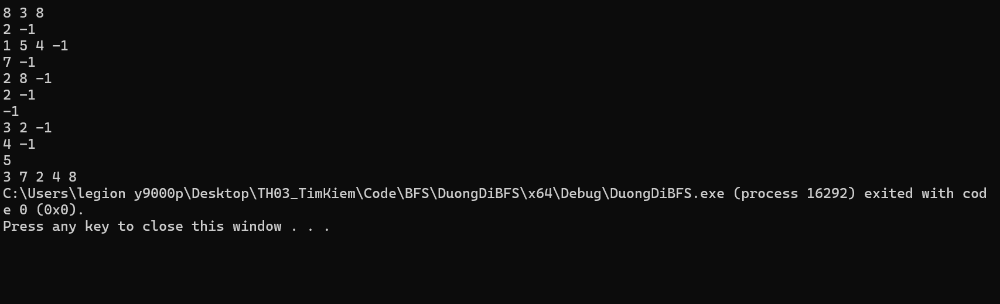 8 3 8
2 -1
1 5 4 -1
7 -1
2 8 -1
2 -1
-1
3 2 -1
4 -1
5
3 7 2 4 8
C:\Users\legion y9000p\Desktop\TH03_TimKiem\Code\BFS\DuongDiBFS\x64\Debug\DuongDiBFS.exe (process 16292) exited with cod
e 0 (0x0).
Press any key to close this window . . .